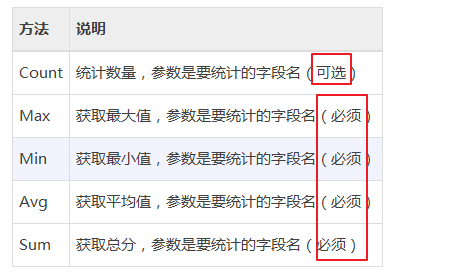 方法 说明
Count 统计数量，参数是要统计的字段名（可选）
Max 获取最大值，参数是要统计的字段名（必须）
Min 获取最小值，参数是要统计的字段名（必须）
Avg 获取平均值，参数是要统计的字段名（必须）
Sum 获取总分，参数是要统计的字段名（必须）